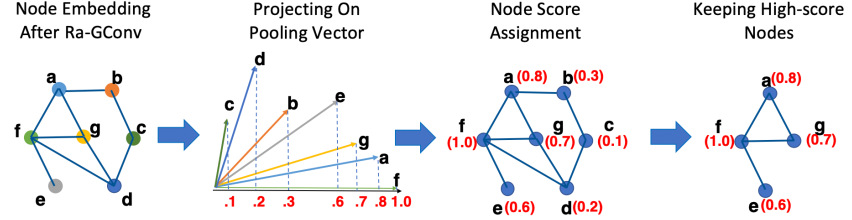 Node Embedding
After Ra-GConv
Projecting On
Pooling Vector
Node Score
Assignment
Keeping High-score
Nodes
a
b
f
g
c
e
d
d
c
b
e
g
a
f
.1 .2 .3 .6 .7 .8 1.0
a(0.8) b(0.3)
f g c
(1.0) (0.7) (0.1)
e(0.6) d(0.2)
a(0.8)
f g
(1.0) (0.7)
e(0.6)